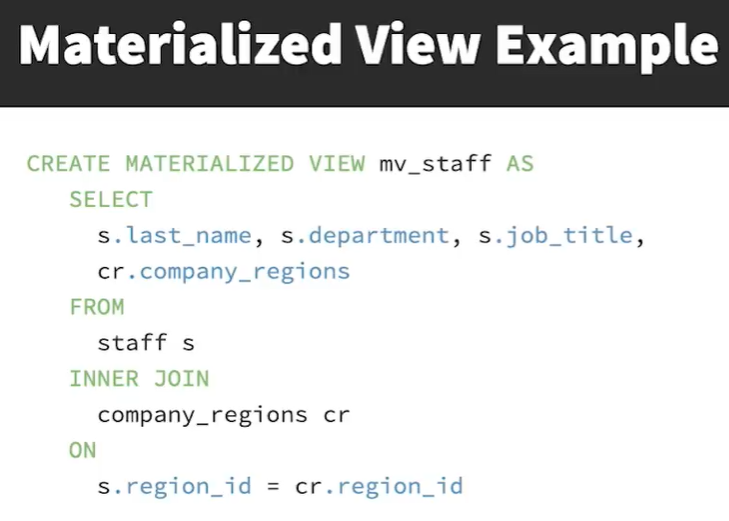 Materialized View Example
CREATE MATERIALIZED VIEW mv_staff AS
SELECT
s.last_name, s.department, s.job_title,
cr.company_regions
FROM
staff s
INNER JOIN
company_regions cr
ON
s.region_id = cr.region_id